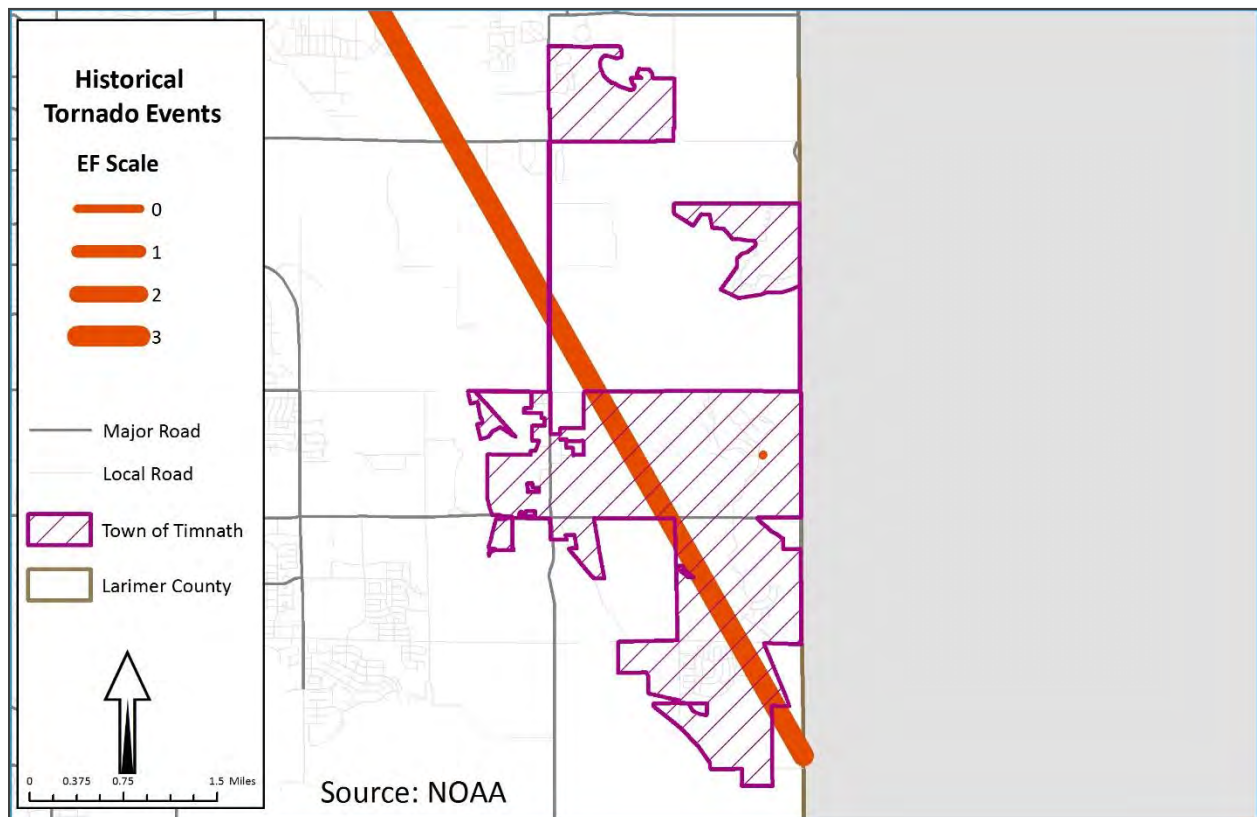 Historical
Tornado Events
EF Scale
0
1
2
3
Major Road
Local Road
Town of Timnath
Larimer County
0 0.375 0.75 1.5 Miles
Source: NOAA